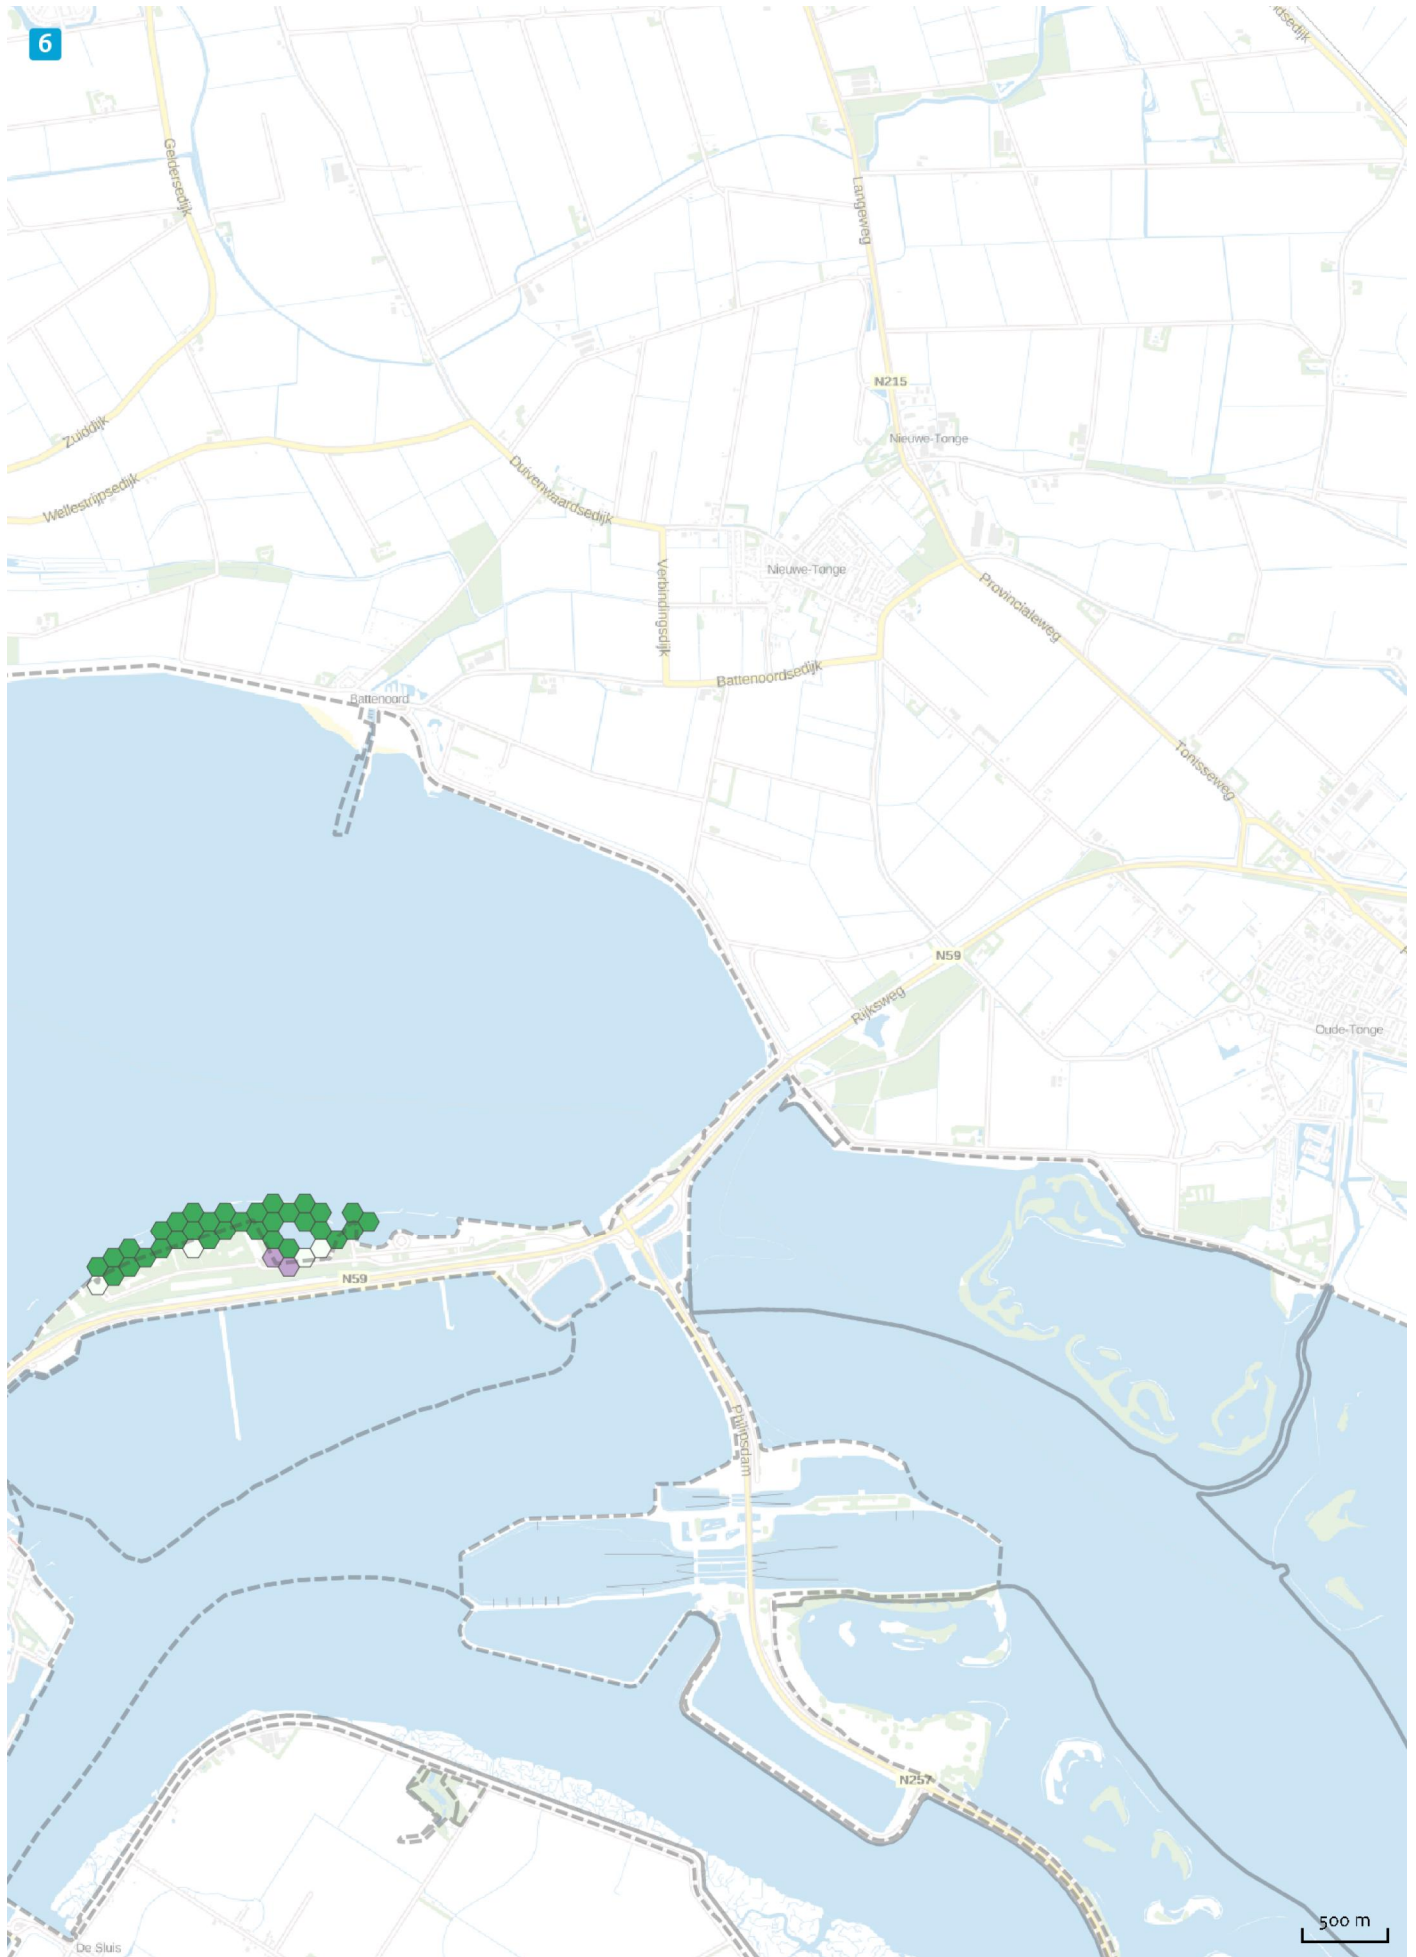 6
Geldersedijk
Langeweg
N215
Nieuwe-Tonge
Zuiddijk
Wellestrijpsedijk
Duivenwaardsedijk
Nieuwe-Tonge
Verbindingsdijk
Provincialeweg
Battenoordsedijk
Battenoord
Tonisseweg
N59
Rijksweg
Oude-Tonge
N59
Philipsdam
N257
500 m
De Sluis